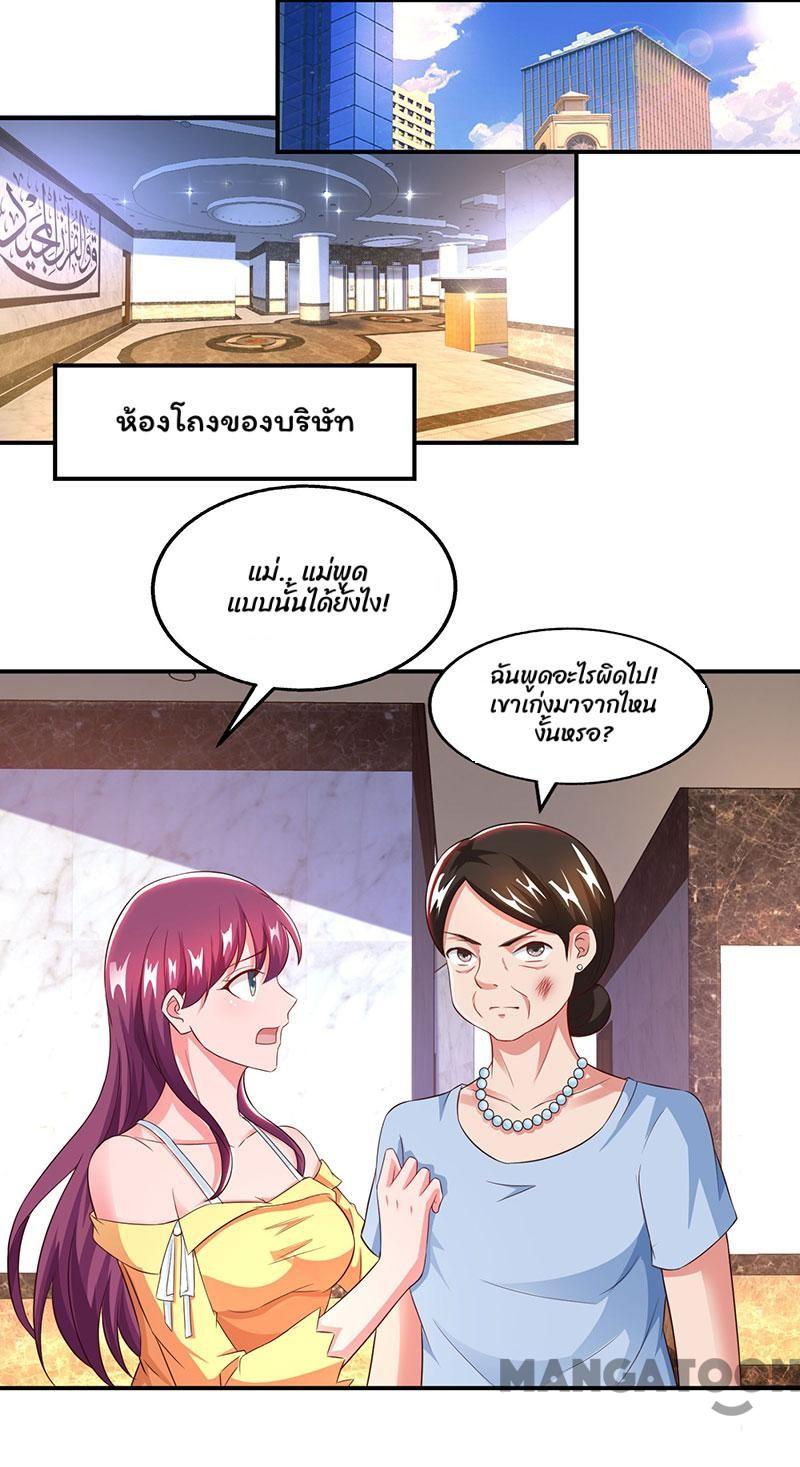 ق والقرآن المجيد
ห้องโถงของบริษัท
แม่.. แม่พูด
แบบนั้นได้ยังไง!
ฉันพูดอะไรผิดไป!
เขาเก่งมาจากไหน
งั้นหรอ?
MANGATOON